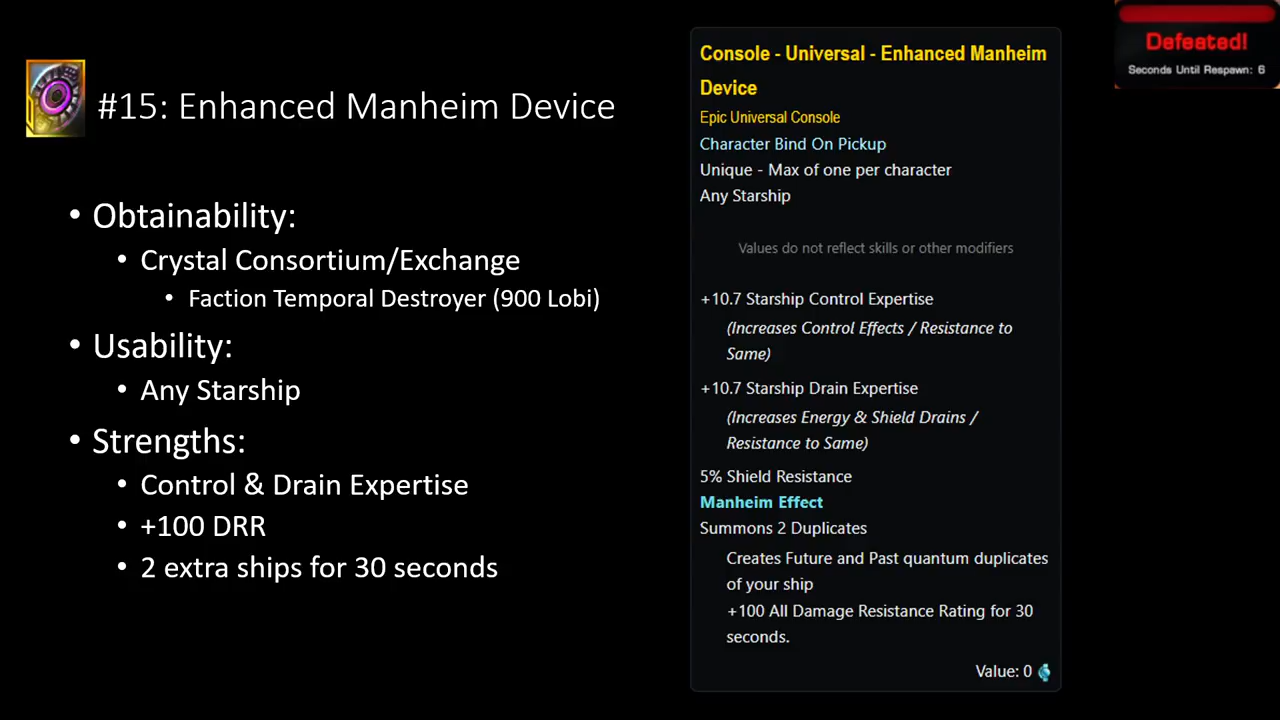 #15: Enhanced Manheim Device
• Obtainability:
• Crystal Consortium/Exchange
• Faction Temporal Destroyer (900 Lobi)
• Usability:
• Any Starship
• Strengths:
• Control & Drain Expertise
• +100 DRR
• 2 extra ships for 30 seconds
Console - Universal - Enhanced Manheim
Device
Epic Universal Console
Character Bind On Pickup
Unique - Max of one per character
Any Starship
Values do not reflect skills or other modifiers
+10.7 Starship Control Expertise
(Increases Control Effects / Resistance to
Same)
+10.7 Starship Drain Expertise
(Increases Energy & Shield Drains /
Resistance to Same)
5% Shield Resistance
Manheim Effect
Summons 2 Duplicates
Creates Future and Past quantum duplicates
of your ship
+100 All Damage Resistance Rating for 30
seconds.
Value: 0
Defeated!
Seconds Until Respawn: 6